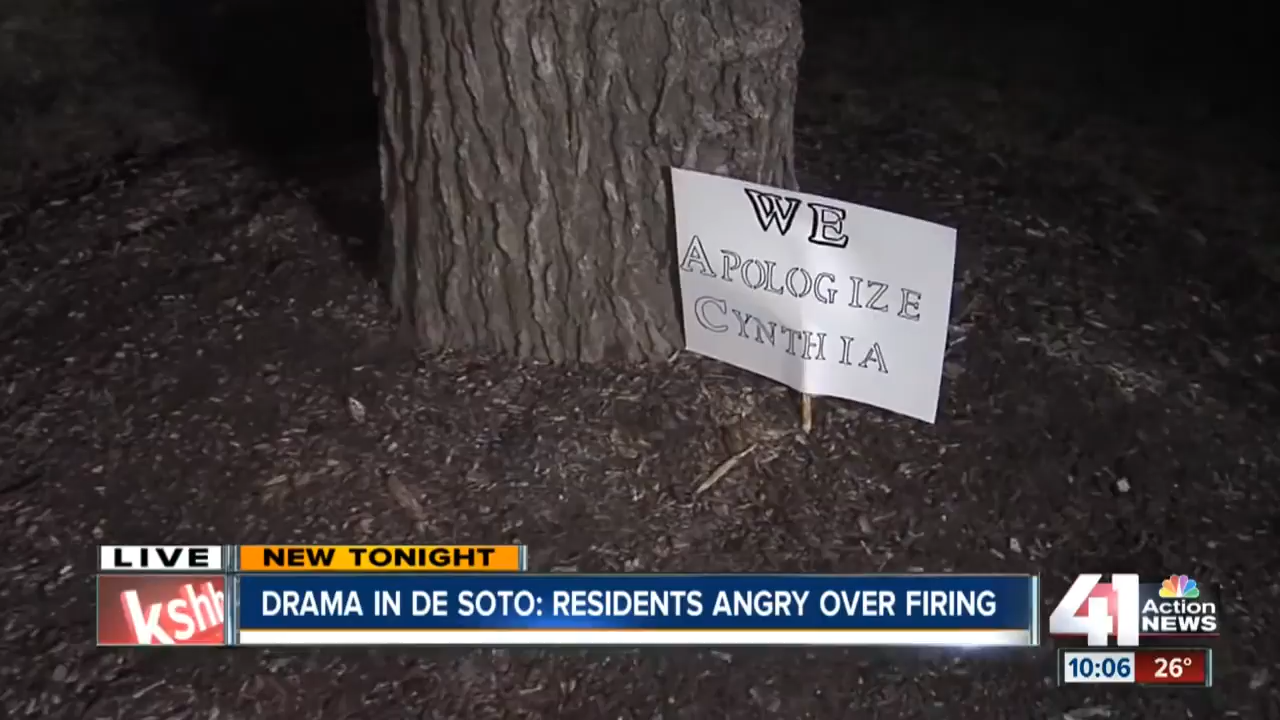 WE
APOLOGIZE
CYNTHIA
LIVE
NEW TONIGHT
kshb
DRAMA IN DE SOTO: RESIDENTS ANGRY OVER FIRING
41
Action
NEWS
10:06 26°